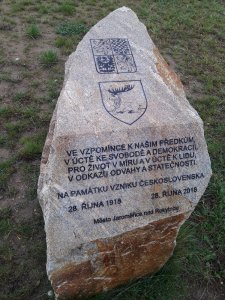 VE VZPOMÍNCE K NAŠIM PŘEDKŮM,
V ÚCTĚ KE SVOBODĚ A DEMOKRACII,
PRO ŽIVOT V MÍRU A V ÚCTĚ K LIDU,
V ODKAZU ODVAHY A STATEČNOSTI.
NA PAMÁTKU VZNIKU ČESKOSLOVENSKA
28. ŘÍJNA 1918 28. ŘÍJNA 2018
Město Jaroměřice nad Rokytnou